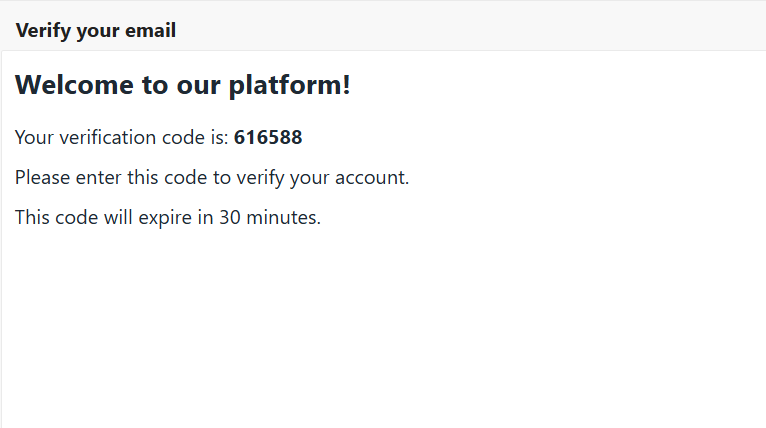 Verify your email
Welcome to our platform!
Your verification code is: 616588
Please enter this code to verify your account.
This code will expire in 30 minutes.